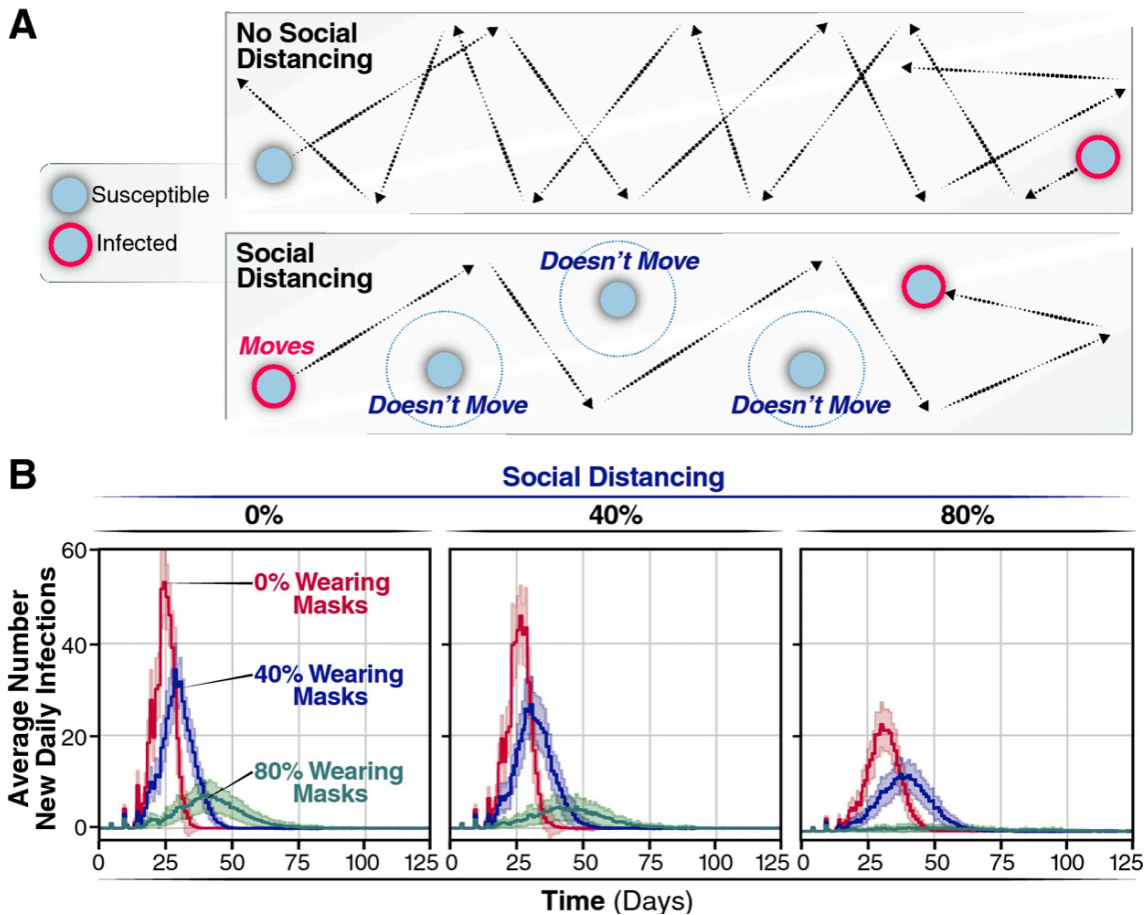 A
No Social
Distancing
Susceptible
Infected
Social
Distancing
Doesn't Move
Moves
Doesn't Move
Doesn't Move
B
Social Distancing
0%
40%
80%
Average Number
New Daily Infections
60
40
20
0
0% Wearing
Masks
40% Wearing
Masks
80% Wearing
Masks
0 25 50 75 100 125
0 25 50 75 100 125
0 25 50 75 100 125
Time (Days)